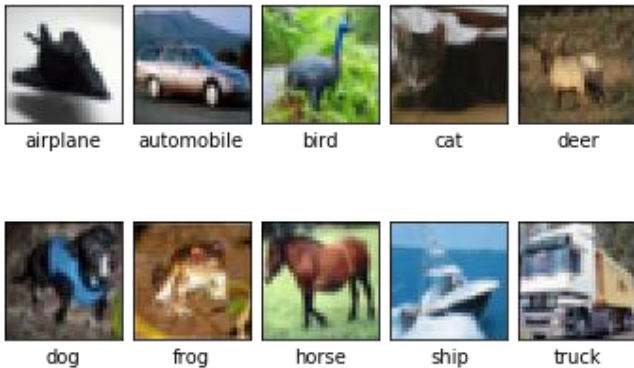 airplane automobile bird cat deer
dog frog horse ship truck